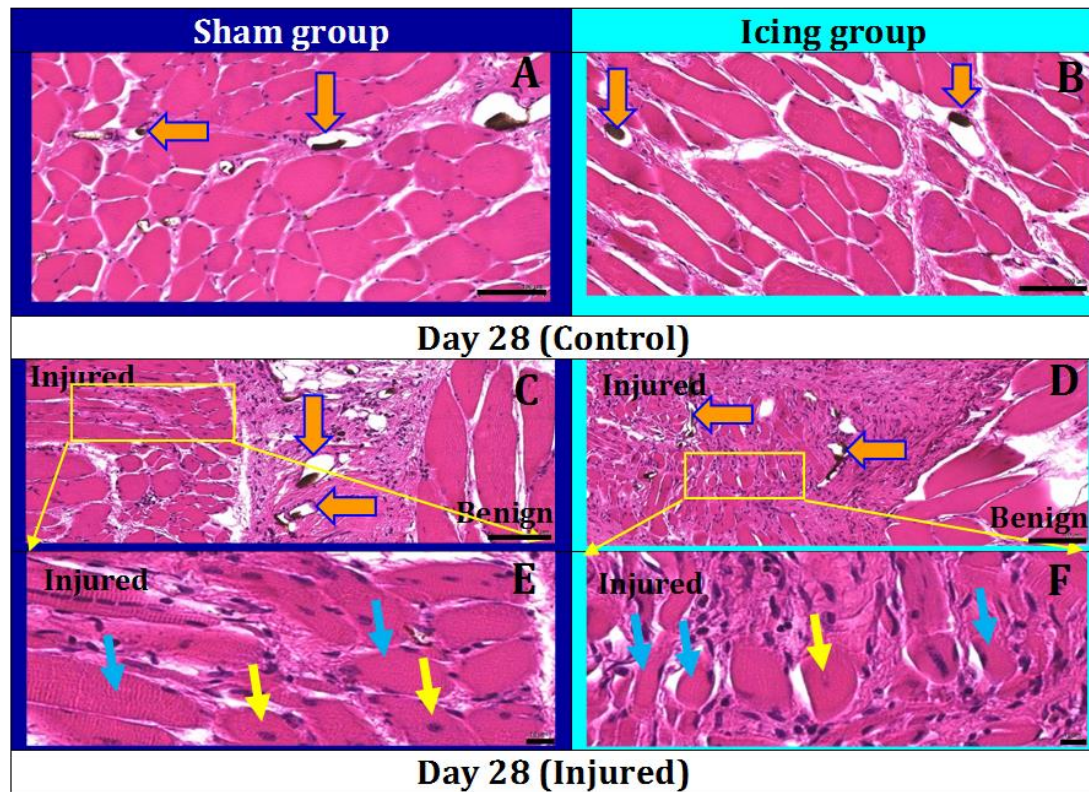 Sham group
Icing group
A
B
Day 28 (Control)
Injured
C
Benign
Injured
D
Benign
Injured
E
Injured
F
Day 28 (Injured)